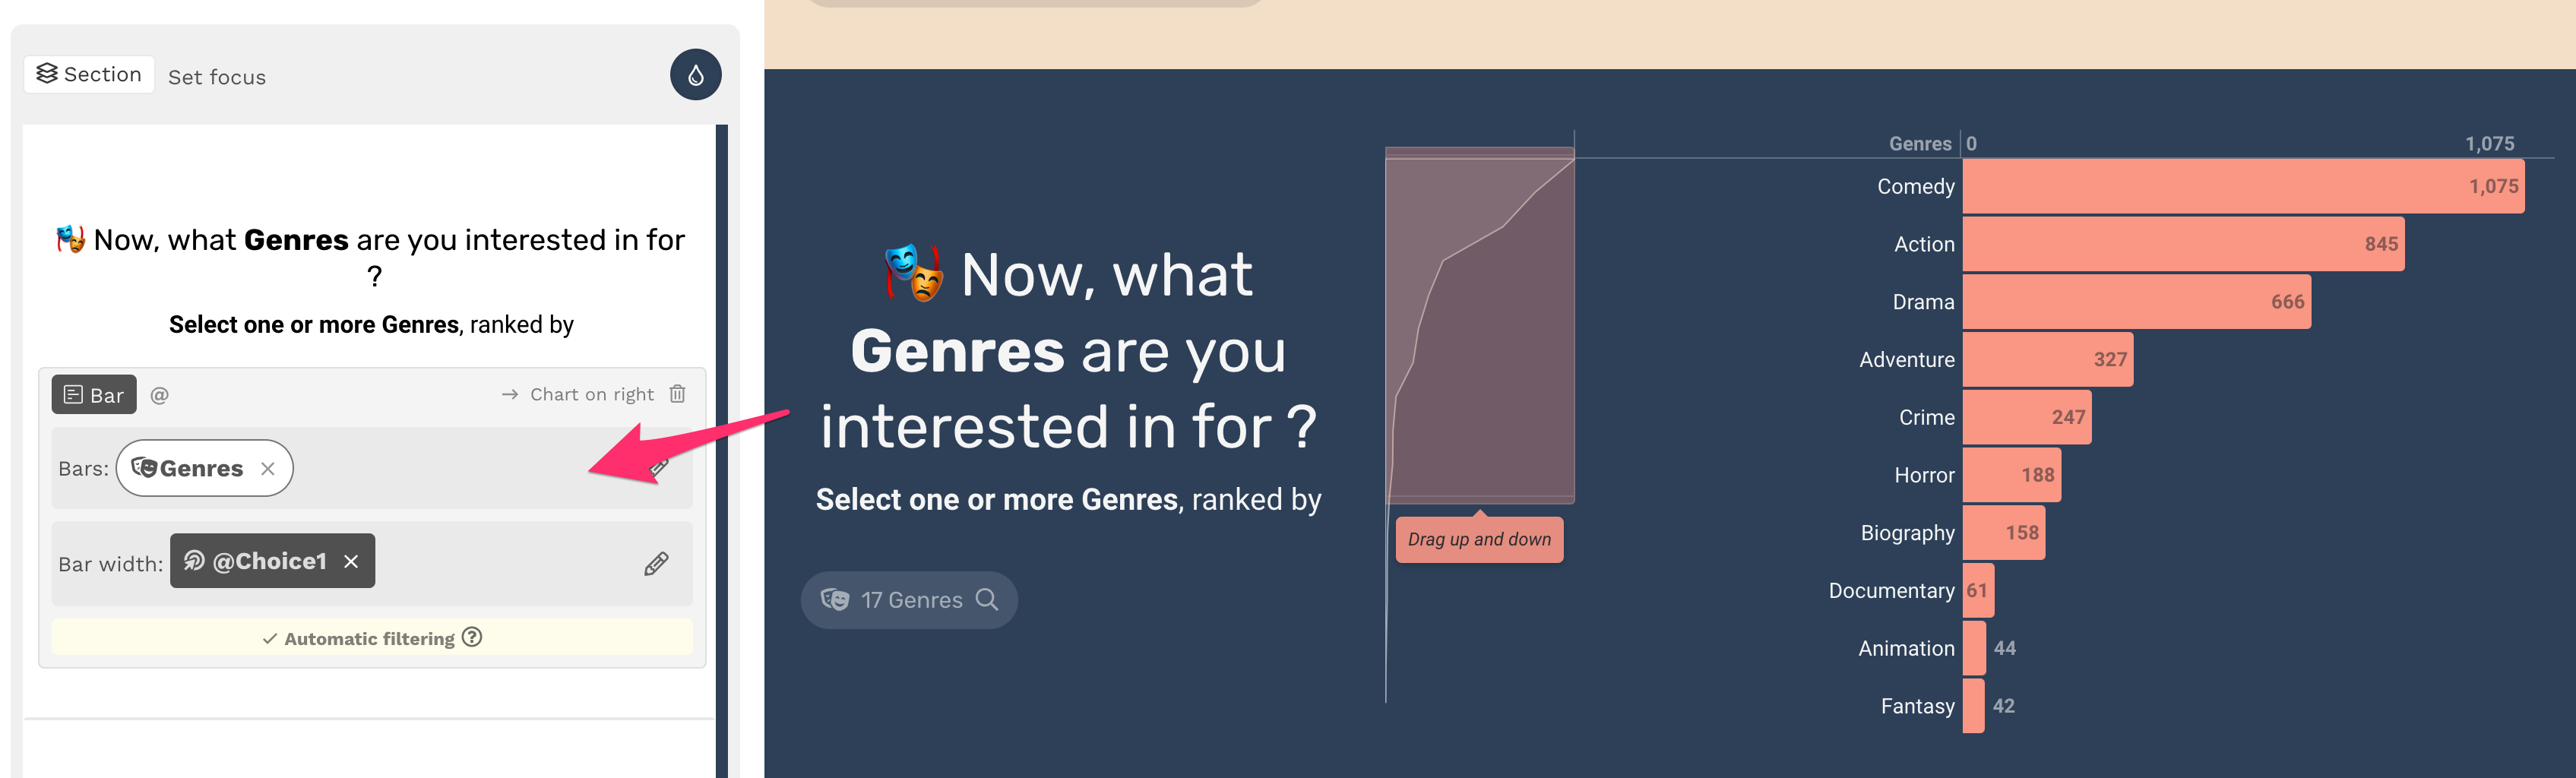 Section
Set focus
Now, what Genres are you interested in for
?
Select one or more Genres, ranked by
Bar
@
→ Chart on right
Bars: Genres ×
Bar width: @Choice1 ×
✓ Automatic filtering ?
Now, what
Genres are you
interested in for ?
Select one or more Genres, ranked by
17 Genres
Drag up and down
Genres 0 1,075
Comedy 1,075
Action 845
Drama 666
Adventure 327
Crime 247
Horror 188
Biography 158
Documentary 61
Animation 44
Fantasy 42